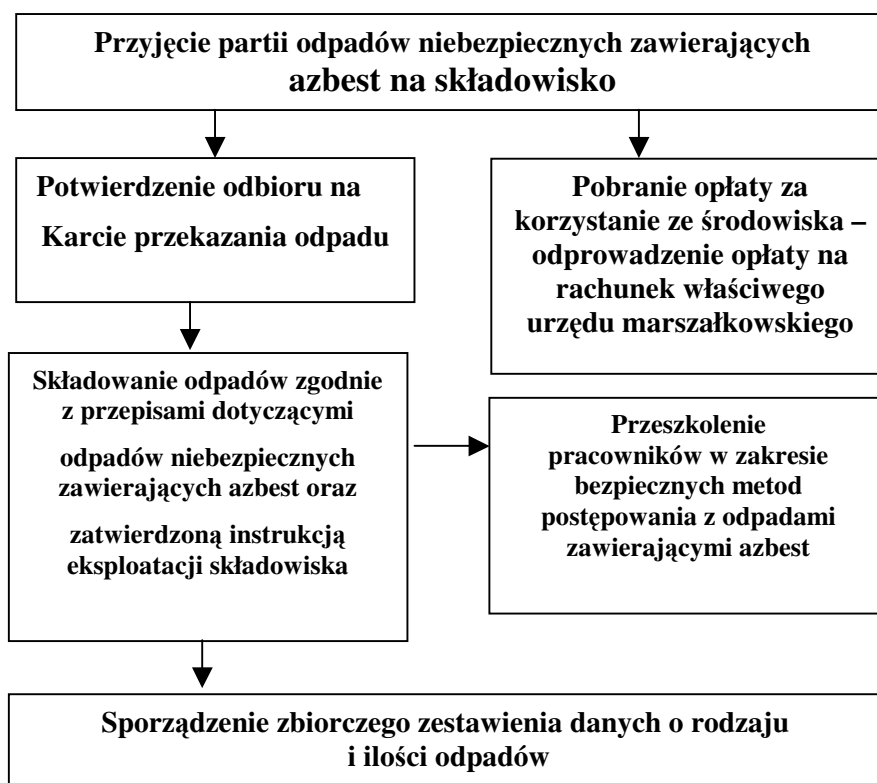 Przyjęcie partii odpadów niebezpiecznych zawierających
azbest na składowisko
Potwierdzenie odbioru na
Karcie przekazania odpadu
Pobranie opłaty za
korzystanie ze środowiska –
odprowadzenie opłaty na
rachunek właściwego
urzędu marszałkowskiego
Składowanie odpadów zgodnie
z przepisami dotyczącymi
odpadów niebezpiecznych
zawierających azbest oraz
zatwierdzoną instrukcją
eksploatacji składowiska
Przeszkolenie
pracowników w zakresie
bezpiecznych metod
postępowania z odpadami
zawierającymi azbest
Sporządzenie zbiorczego zestawienia danych o rodzaju
i ilości odpadów